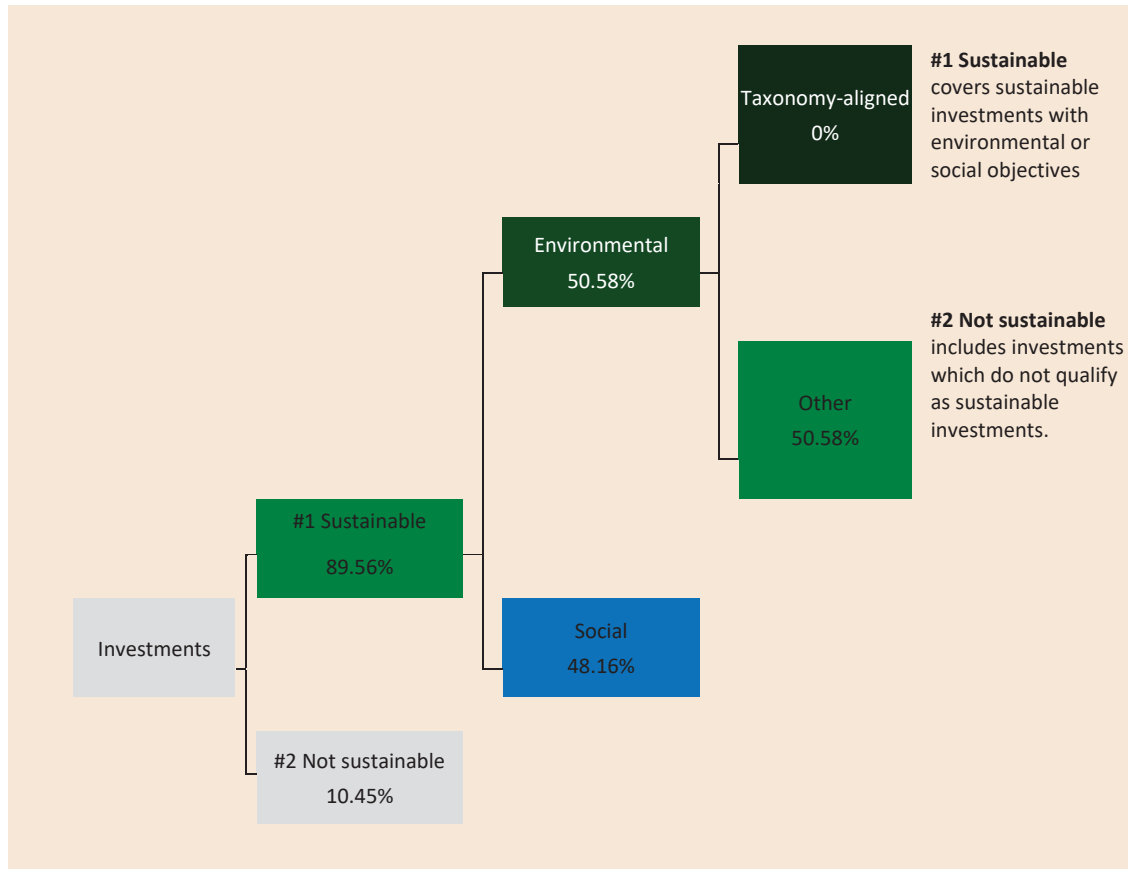 Taxonomy-aligned
0%
#1 Sustainable
covers sustainable
investments with
environmental or
social objectives
Environmental
50.58%
#2 Not sustainable
includes investments
which do not qualify
as sustainable
investments.
Other
50.58%
#1 Sustainable
89.56%
Investments
Social
48.16%
#2 Not sustainable
10.45%